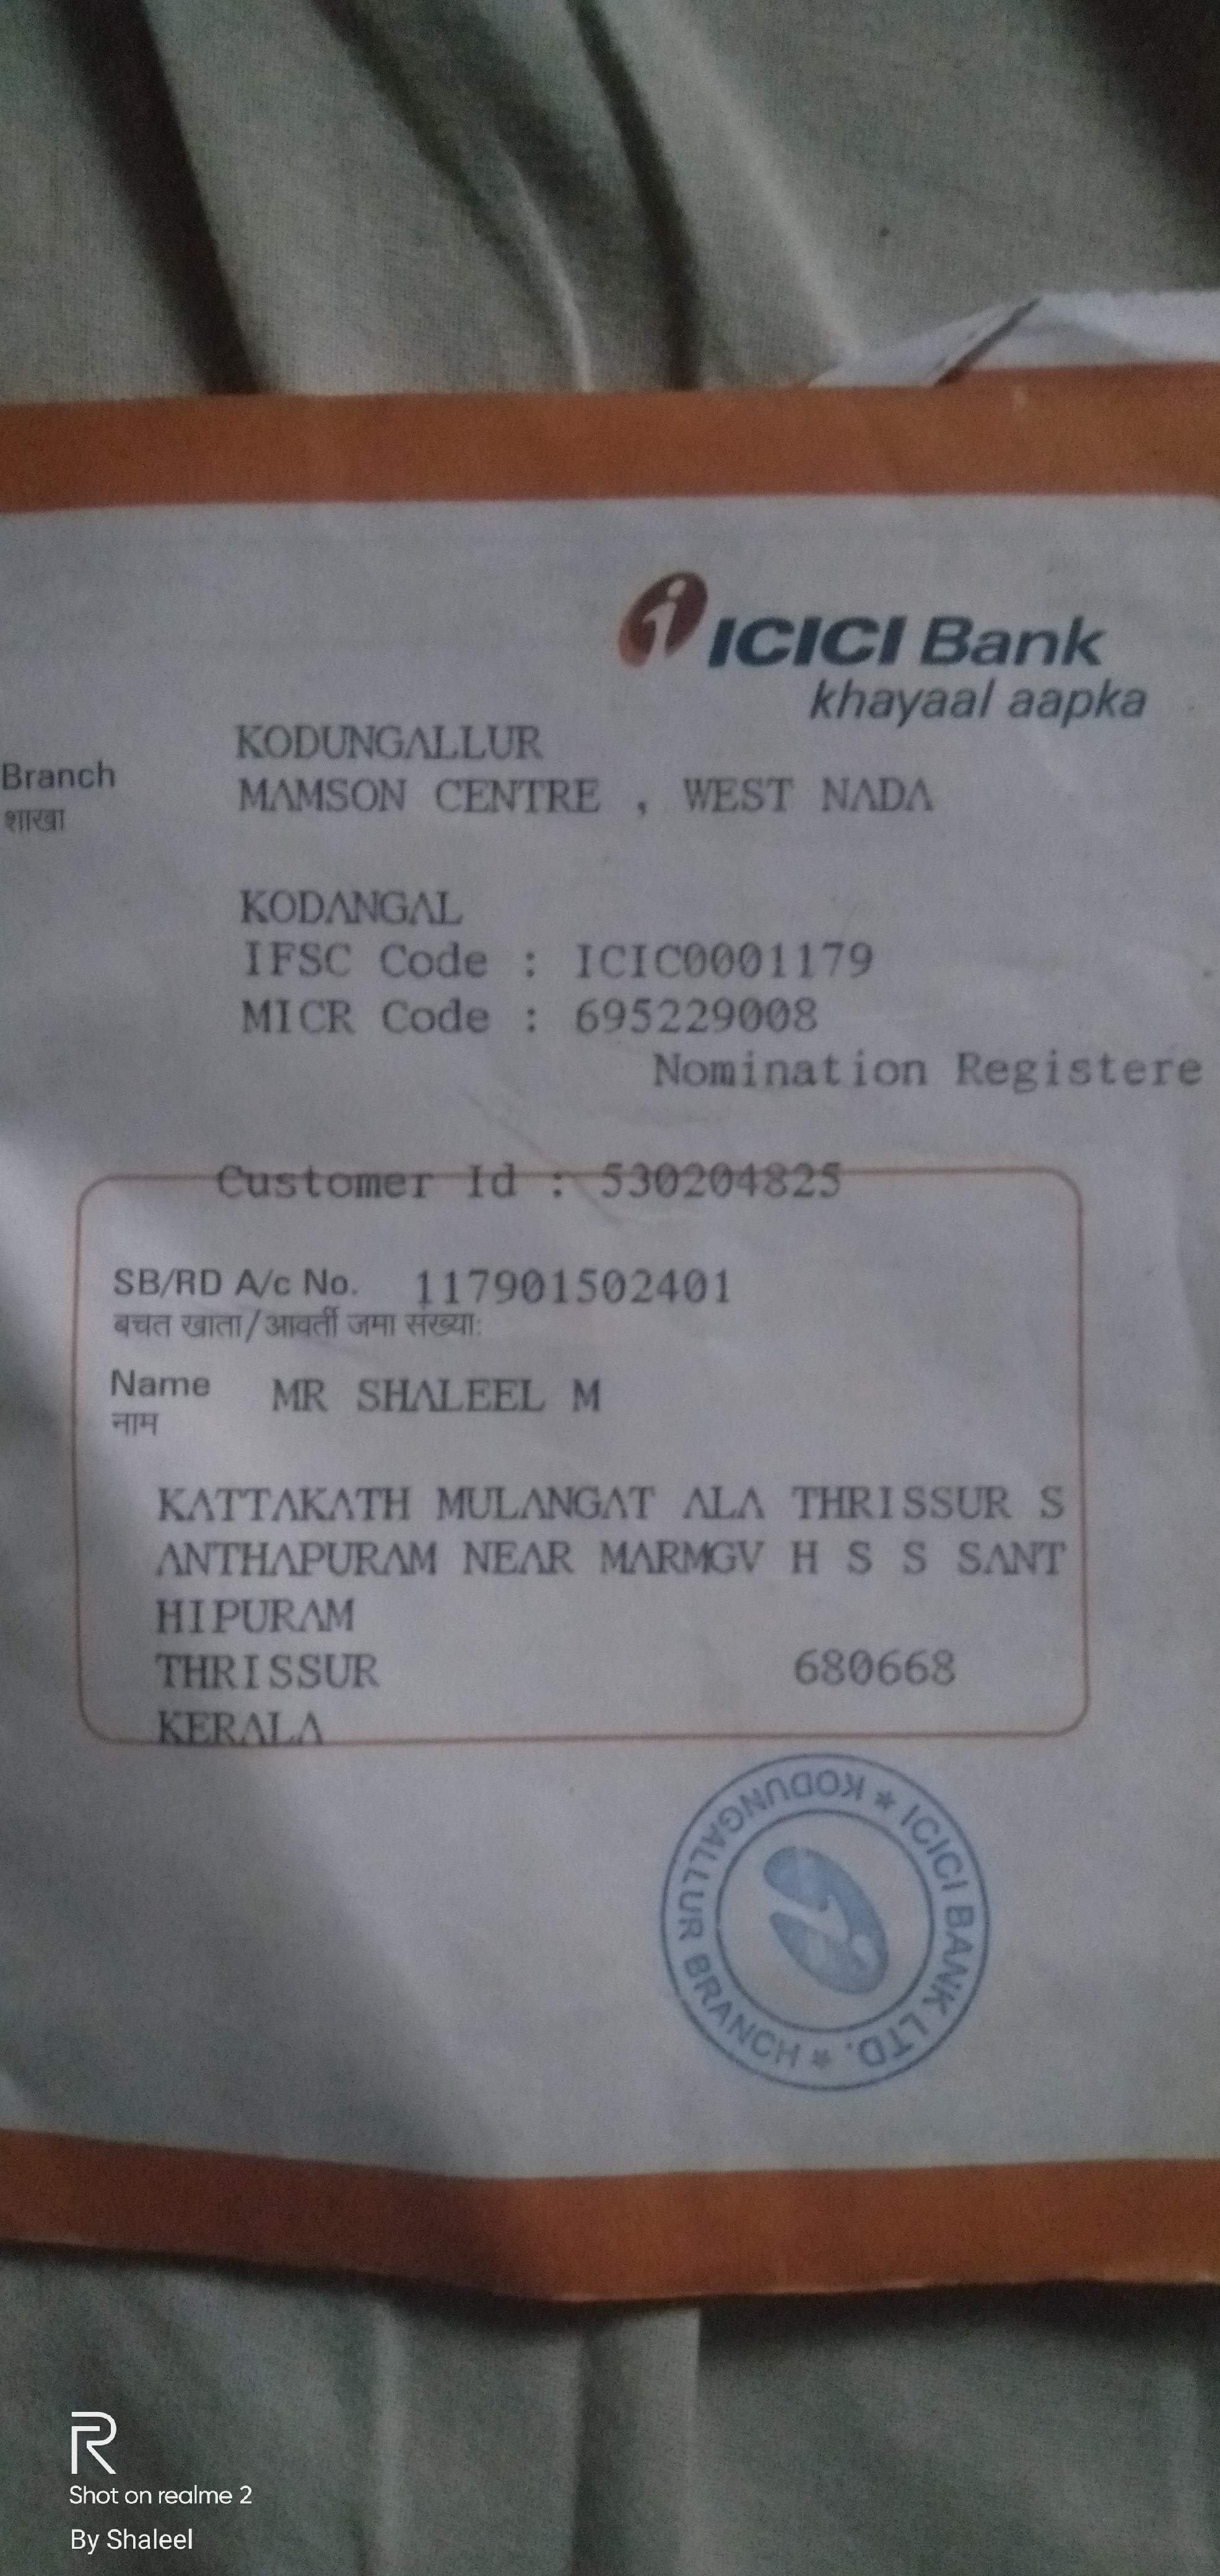 ICICI Bank
khayaal aapka
Branch
शाखा
KODUNGALLUR
MAMSON CENTRE , WEST NADA
KODANGAL
IFSC Code : ICIC0001179
MICR Code : 695229008
Nomination Registere
Customer Id : 530204825
SB/RD A/c No. 117901502401
बचत खाता/आवर्ती जमा संख्या:
Name MR SHALEEL M
नाम
KATTAKATH MULANGAT ALA THRISSUR S
ANTHAPURAM NEAR MARMGV H S S SANT
HIPURAM
THRISSUR 680668
KERALA
ICICI BANK LTD. * KODUNGALLUR BRANCH *
Shot on realme 2
By Shaleel